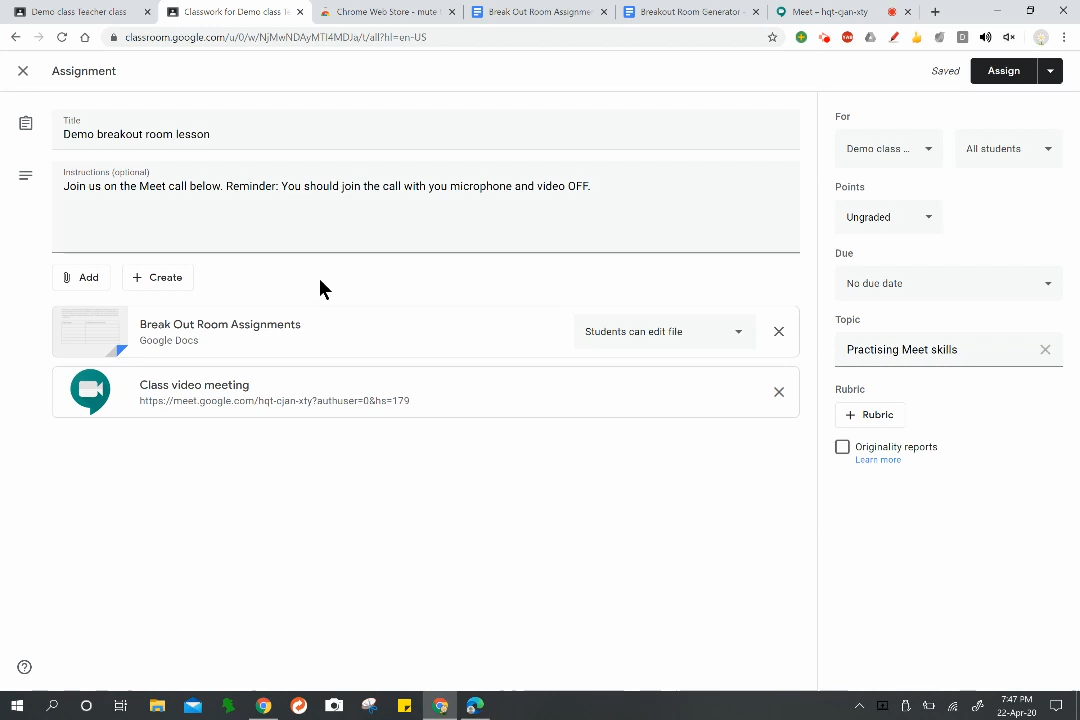 Demo class Teacher class
Classwork for Demo class Te
Chrome Web Store - mute t
Break Out Room Assignmen
Breakout Room Generator -
Meet – hqt-cjan-xty
classroom.google.com/u/0/w/NjMwNDAyMTI4MDJa/t/all?hl=en-US
Assignment
Saved
Assign
Title
Demo breakout room lesson
Instructions (optional)
Join us on the Meet call below. Reminder: You should join the call with you microphone and video OFF.
Add
Create
Break Out Room Assignments
Google Docs
Students can edit file
Class video meeting
https://meet.google.com/hqt-cjan-xty?authuser=0&hs=179
For
Demo class ...
All students
Points
Ungraded
Due
No due date
Topic
Practising Meet skills
Rubric
Rubric
Originality reports
Learn more
7:47 PM
22-Apr-20